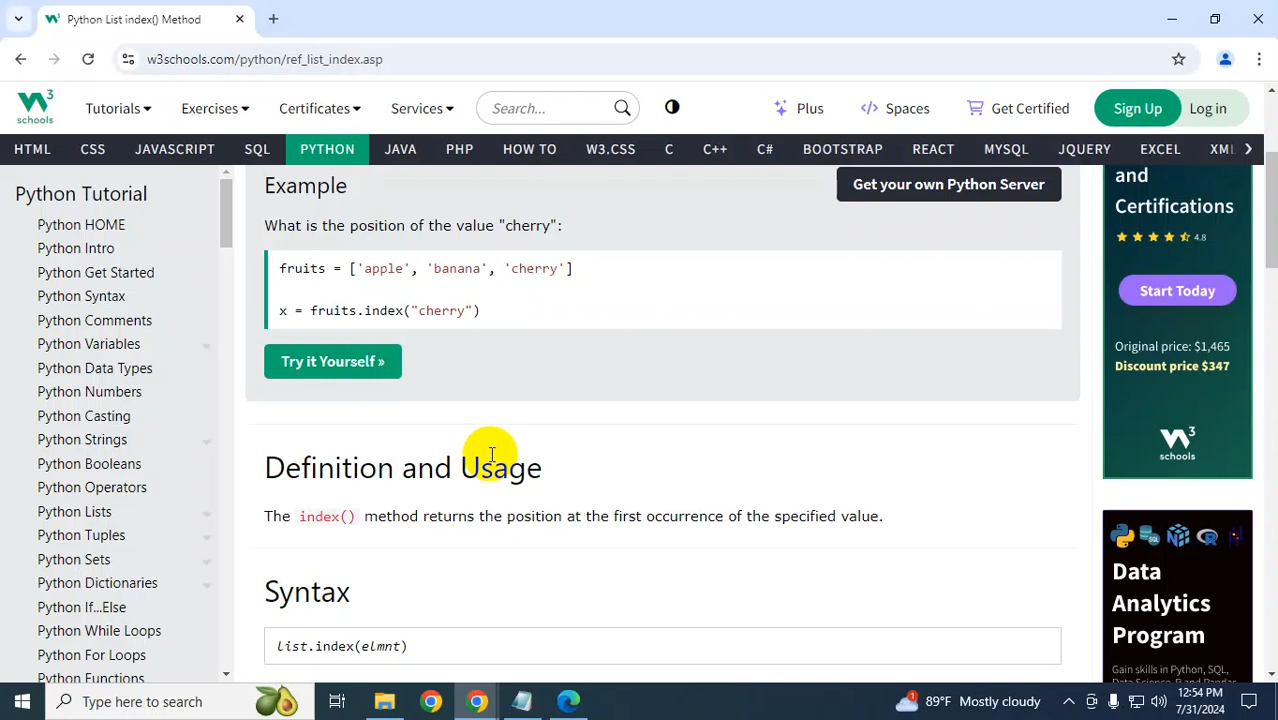 Python List index() Method
w3schools.com/python/ref_list_index.asp
W3 schools
Tutorials Exercises Certificates Services Search... Plus Spaces Get Certified Sign Up Log in
HTML CSS JAVASCRIPT SQL PYTHON JAVA PHP HOW TO W3.CSS C C++ C# BOOTSTRAP REACT MYSQL JQUERY EXCEL XML
Python Tutorial
Python HOME
Python Intro
Python Get Started
Python Syntax
Python Comments
Python Variables
Python Data Types
Python Numbers
Python Casting
Python Strings
Python Booleans
Python Operators
Python Lists
Python Tuples
Python Sets
Python Dictionaries
Python If...Else
Python While Loops
Python For Loops
Python Functions
Example
Get your own Python Server
What is the position of the value "cherry":
fruits = ['apple', 'banana', 'cherry']
x = fruits.index("cherry")
Try it Yourself »
Definition and Usage
The index() method returns the position at the first occurrence of the specified value.
Syntax
list.index(elmnt)
and
Certifications
4.8
Start Today
Original price: $1,465
Discount price $347
W3
schools
Data
Analytics
Program
Gain skills in Python, SQL,
Type here to search
89°F Mostly cloudy
1
12:54 PM
7/31/2024